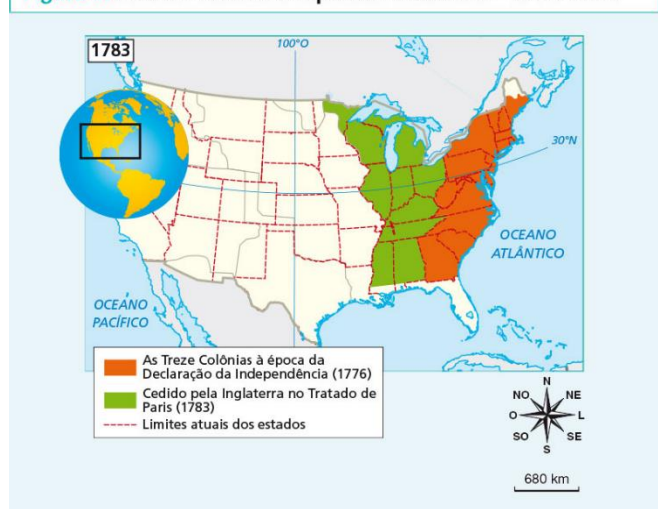 1783
100°O
30°N
OCEANO
ATLÂNTICO
OCEANO
PACÍFICO
As Treze Colônias à época da
Declaração da Independência (1776)
Cedido pela Inglaterra no Tratado de
Paris (1783)
Limites atuais dos estados
N
NO
NE
O
L
SO
SE
S
680 km